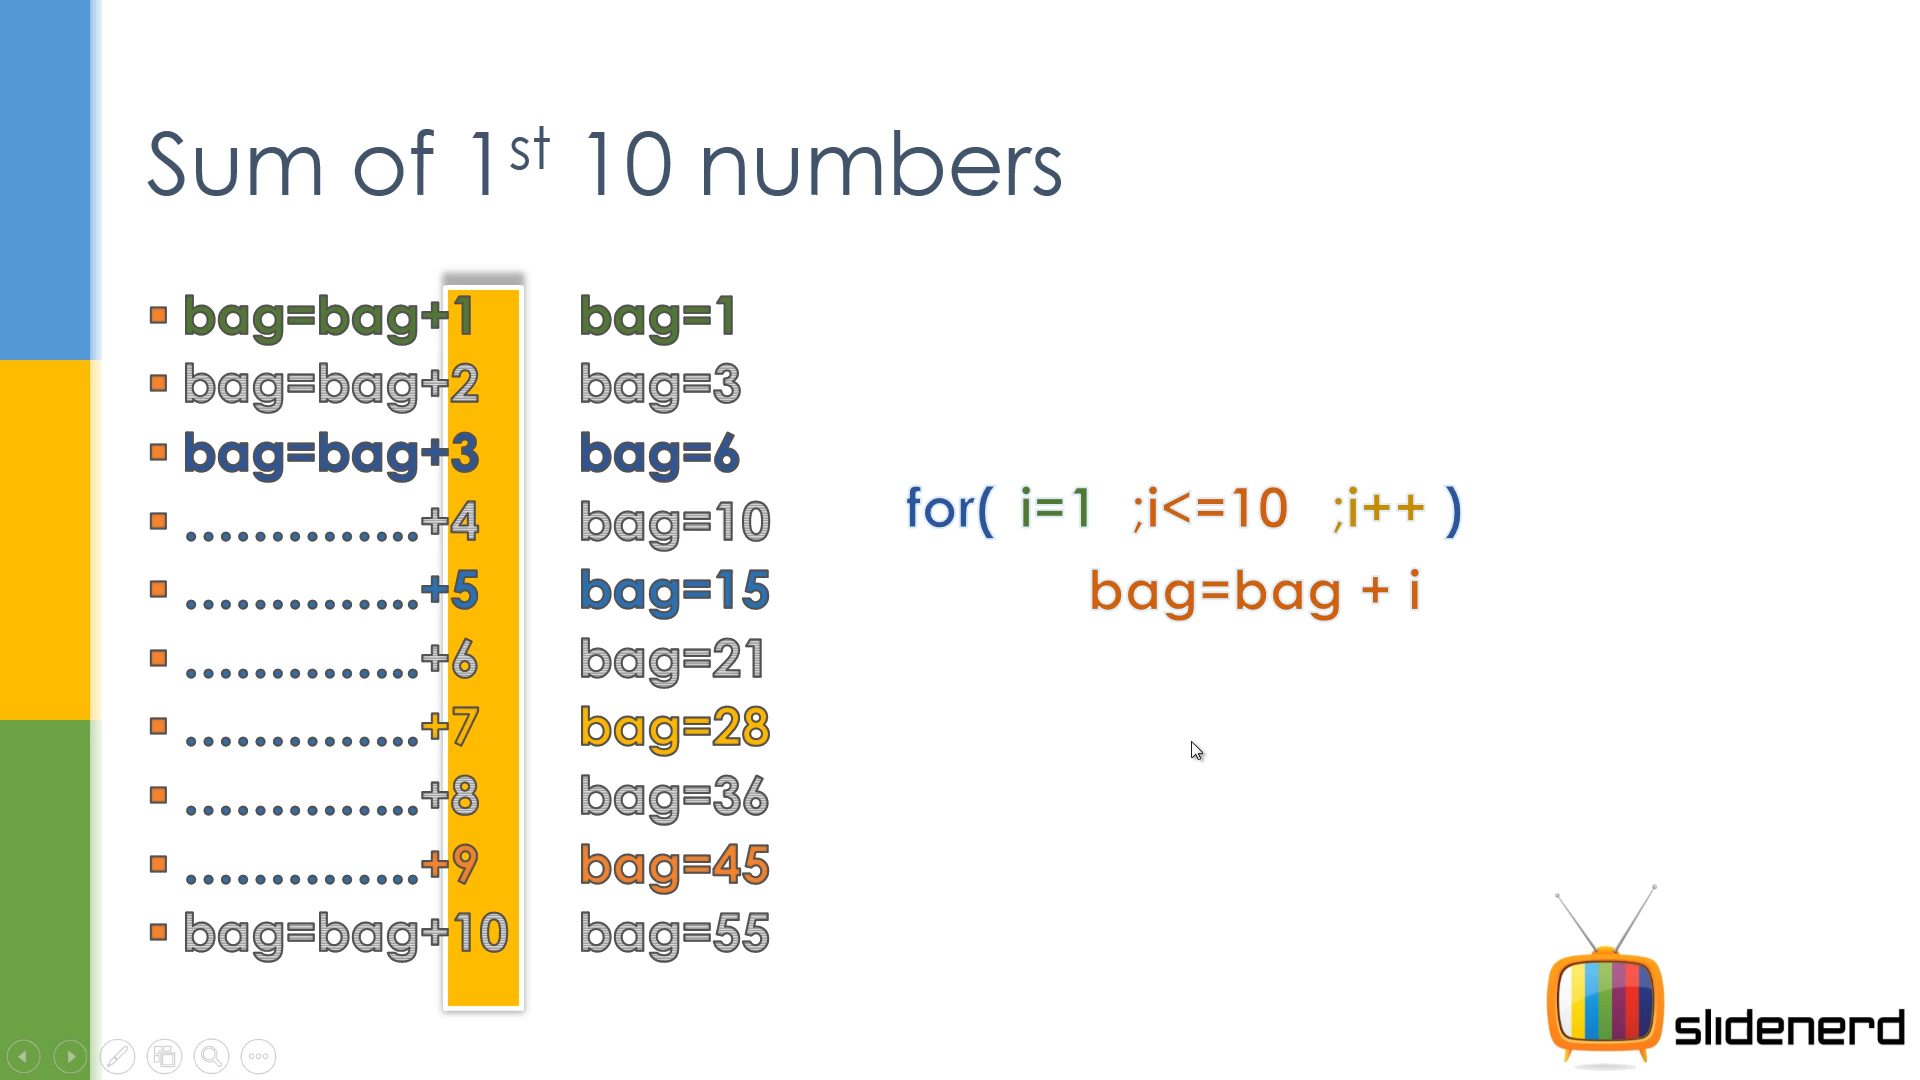 Sum of 1st 10 numbers
bag=bag+1 bag=1
bag=bag+2 bag=3
bag=bag+3 bag=6
..............+4 bag=10
..............+5 bag=15
..............+6 bag=21
..............+7 bag=28
..............+8 bag=36
..............+9 bag=45
bag=bag+10 bag=55
for( i=1 ;i<=10 ;i++ )
bag=bag + i
slidenerd